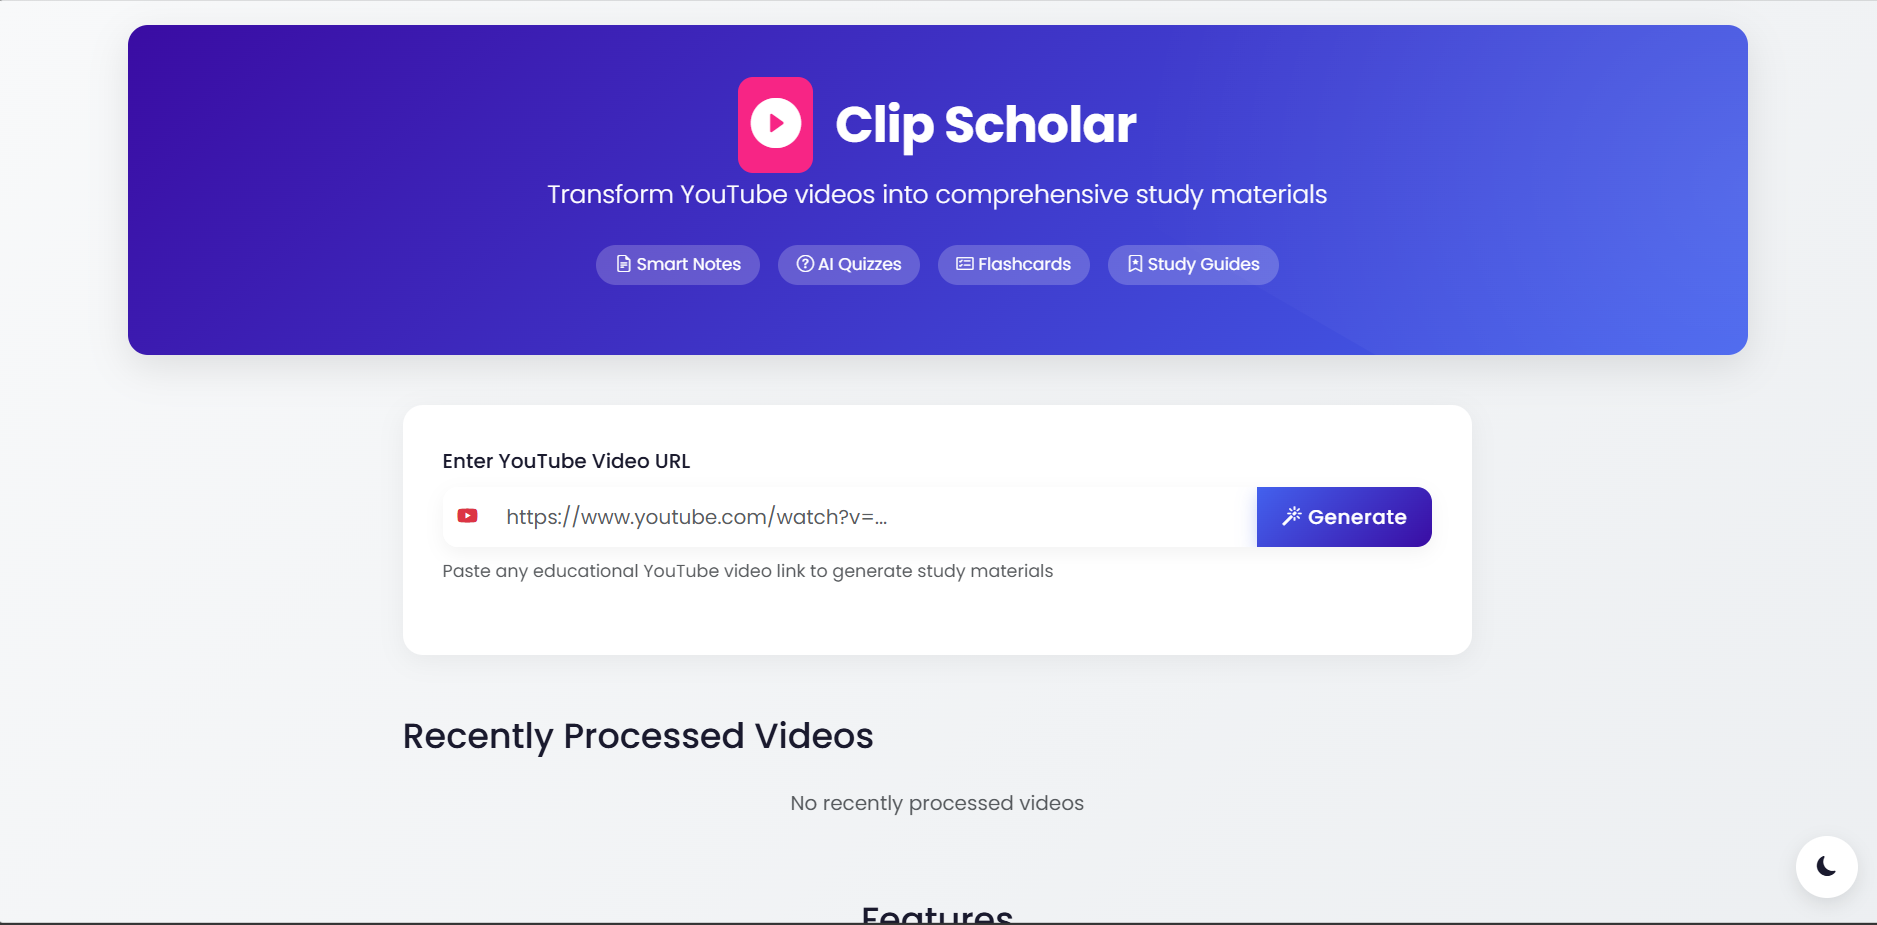 Clip Scholar
Transform YouTube videos into comprehensive study materials
Smart Notes AI Quizzes Flashcards Study Guides
Enter YouTube Video URL
https://www.youtube.com/watch?v=...
Generate
Paste any educational YouTube video link to generate study materials
Recently Processed Videos
No recently processed videos
Features